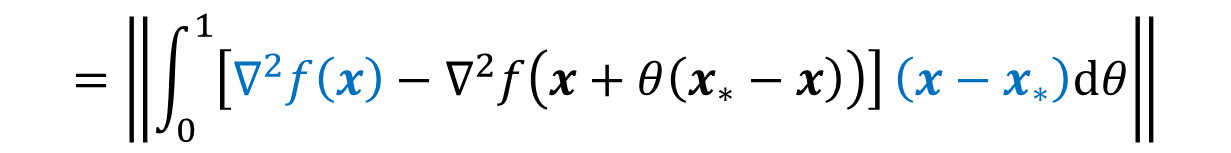 = ‖∫₀¹ [∇²f(𝒙) − ∇²f(𝒙 + θ(𝒙₎ − 𝒙))] (𝒙 − 𝒙∗)dθ‖